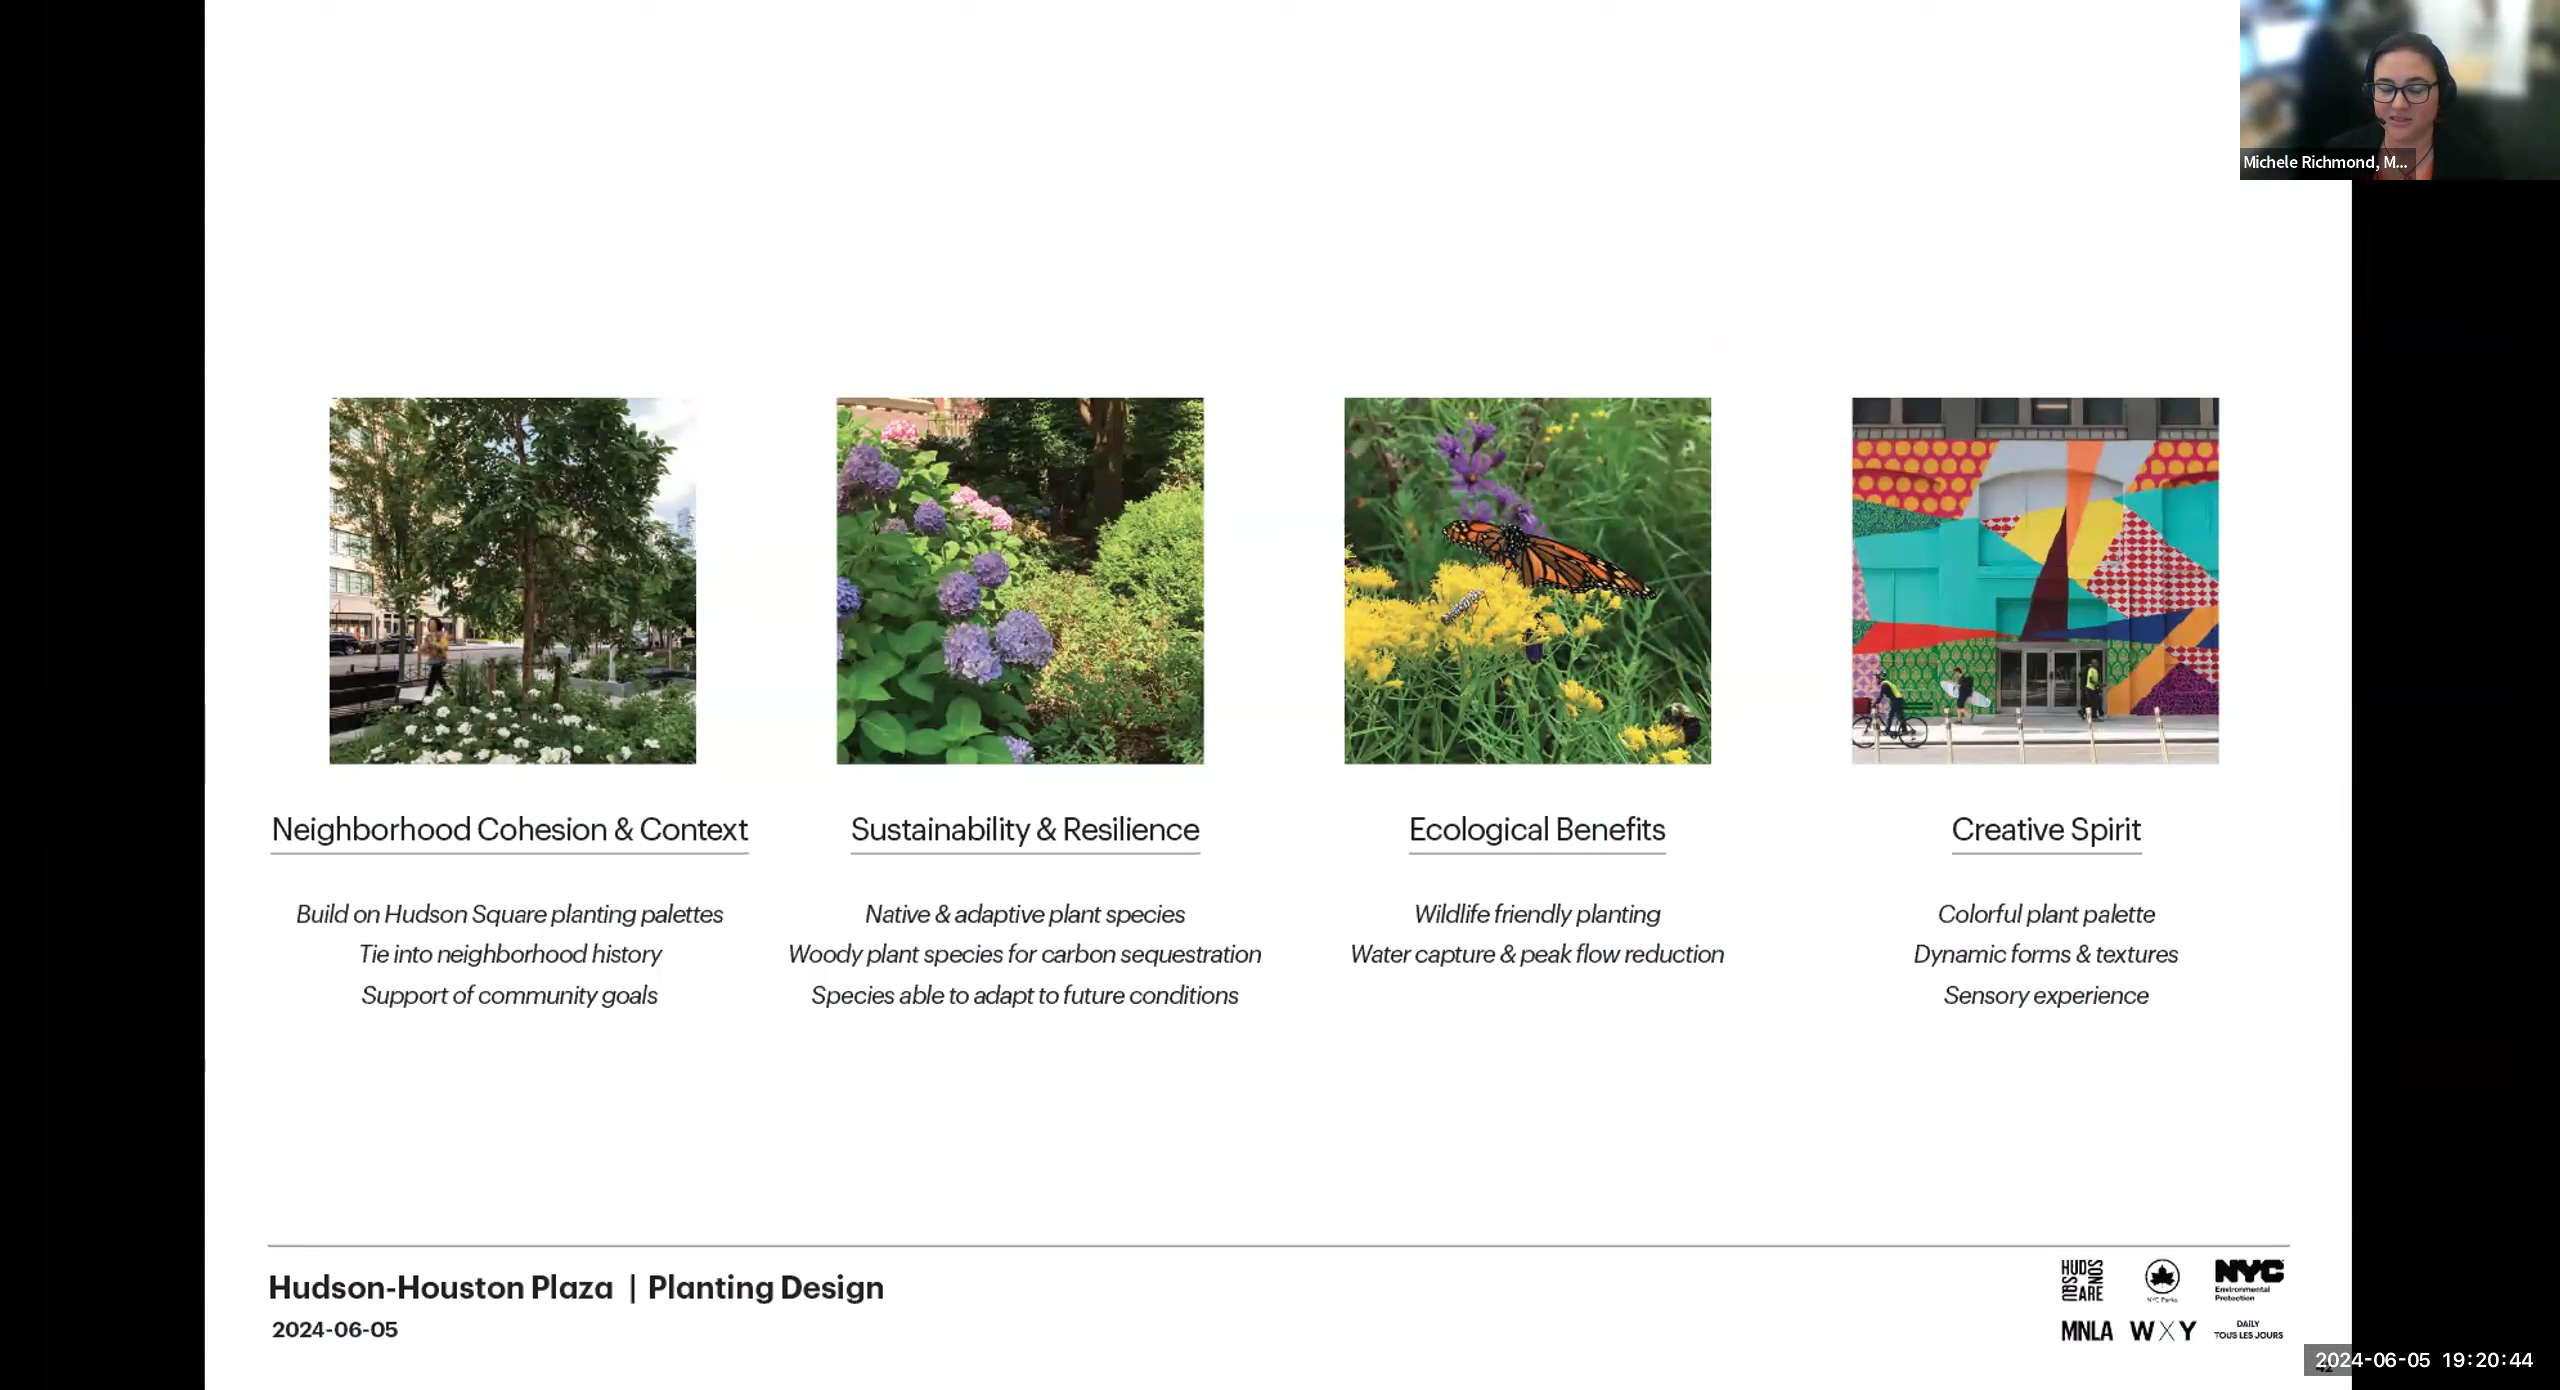 Michele Richmond, M...
Neighborhood Cohesion & Context
Build on Hudson Square planting palettes
Tie into neighborhood history
Support of community goals
Sustainability & Resilience
Native & adaptive plant species
Woody plant species for carbon sequestration
Species able to adapt to future conditions
Ecological Benefits
Wildlife friendly planting
Water capture & peak flow reduction
Creative Spirit
Colorful plant palette
Dynamic forms & textures
Sensory experience
Hudson-Houston Plaza | Planting Design
2024-06-05
HUDSON
SQUARE
NYC Parks
NYC
Environmental
Protection
MNLA
WXY
DAILY
TOUS LES JOURS
2024-06-05 19:20:44